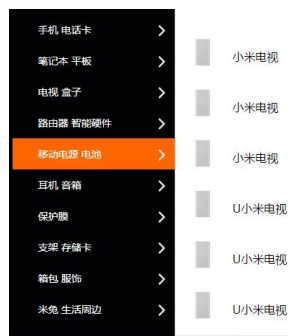 手机 电话卡
笔记本 平板
电视 盒子
路由器 智能硬件
移动电源 电池
耳机 音箱
保护膜
支架 存储卡
箱包 服饰
米兔 生活周边
小米电视
小米电视
小米电视
U小米电视
U小米电视
U小米电视